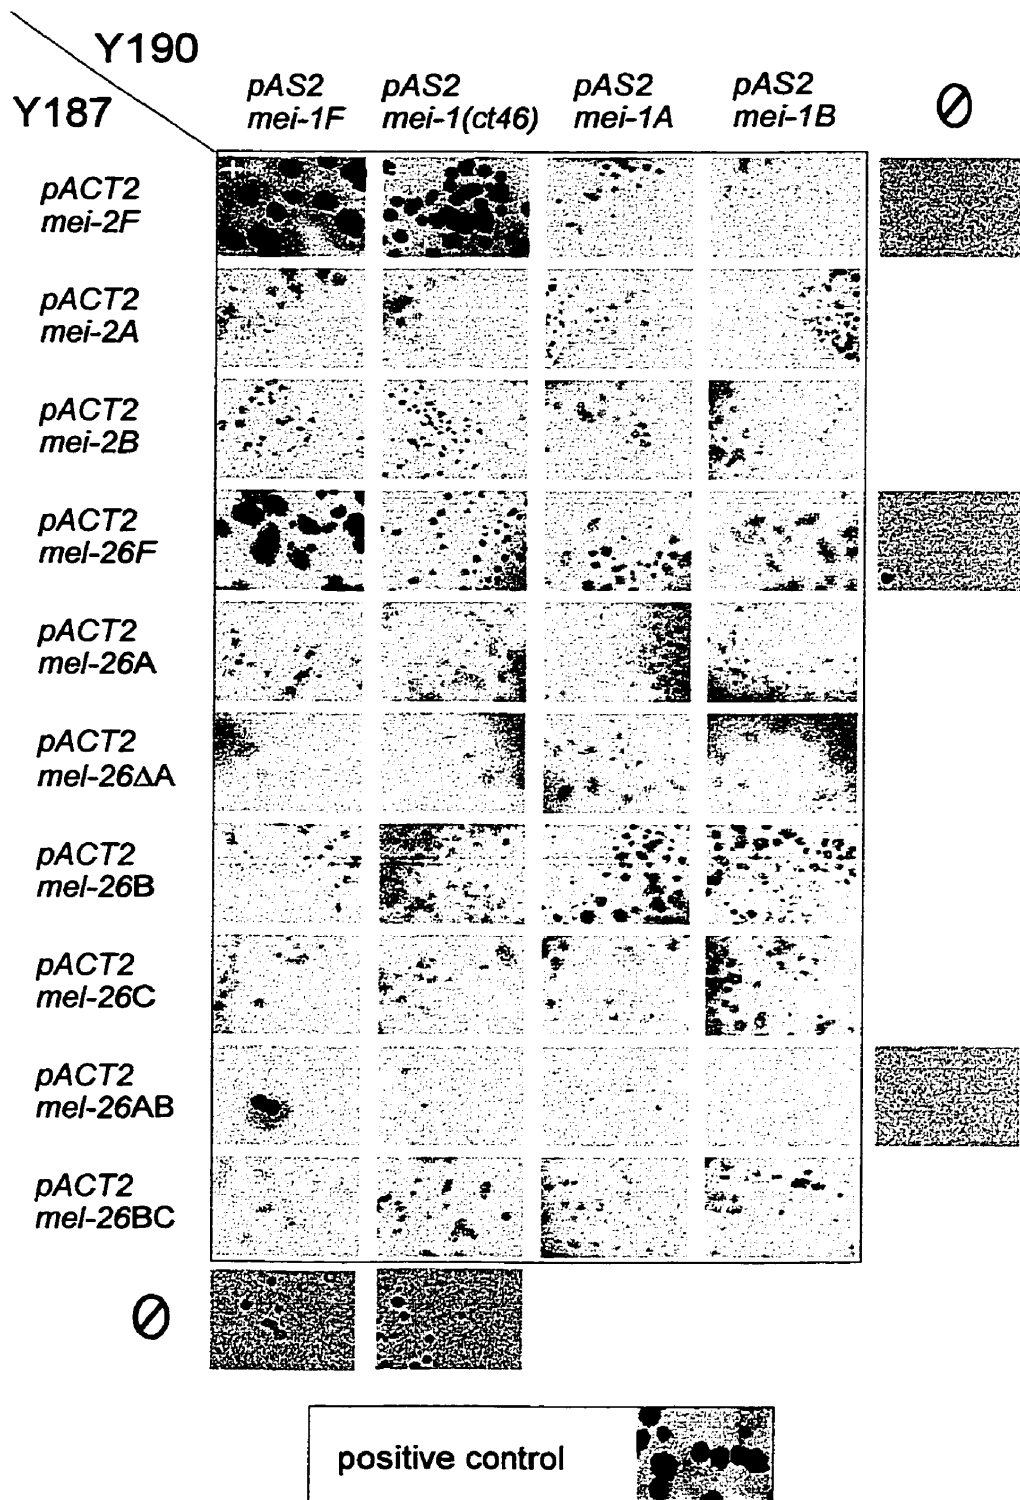 Y190
Y187
pAS2 mei-1F
pAS2 mei-1(ct46)
pAS2 mei-1A
pAS2 mei-1B
Ø
pACT2
mei-2F
pACT2
mei-2A
pACT2
mei-2B
pACT2
mel-26F
pACT2
mel-26A
pACT2
mel-26ΔA
pACT2
mel-26B
pACT2
mel-26C
pACT2
mel-26AB
pACT2
mel-26BC
Ø
positive control